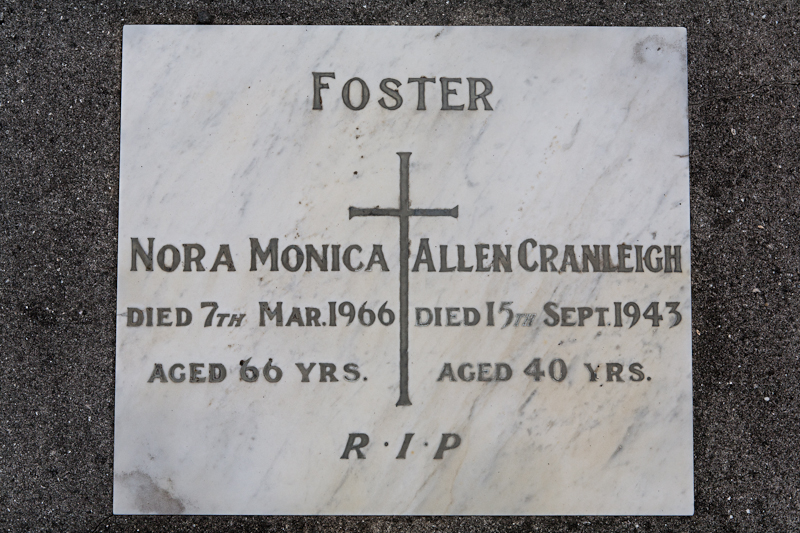 FOSTER
NORA MONICA ALLEN CRANLEIGH
DIED 7TH MAR. 1966 DIED 15TH SEPT. 1943
AGED 66 YRS. AGED 40 YRS.
R·I·P